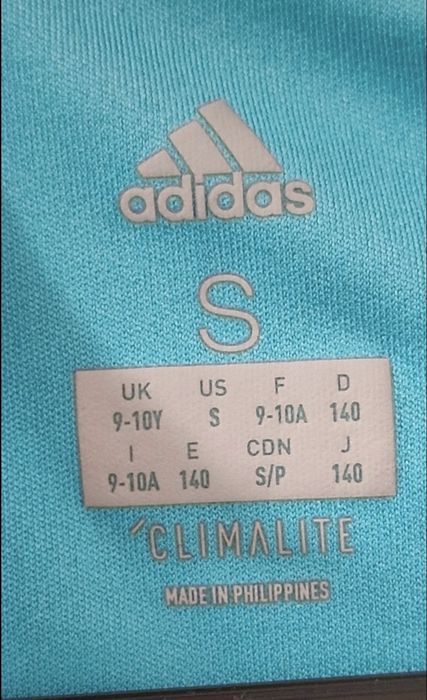 adidas
S
UK US F D
9-10Y S 9-10A 140
I E CDN J
9-10A 140 S/P 140
CLIMALITE
MADE IN PHILIPPINES